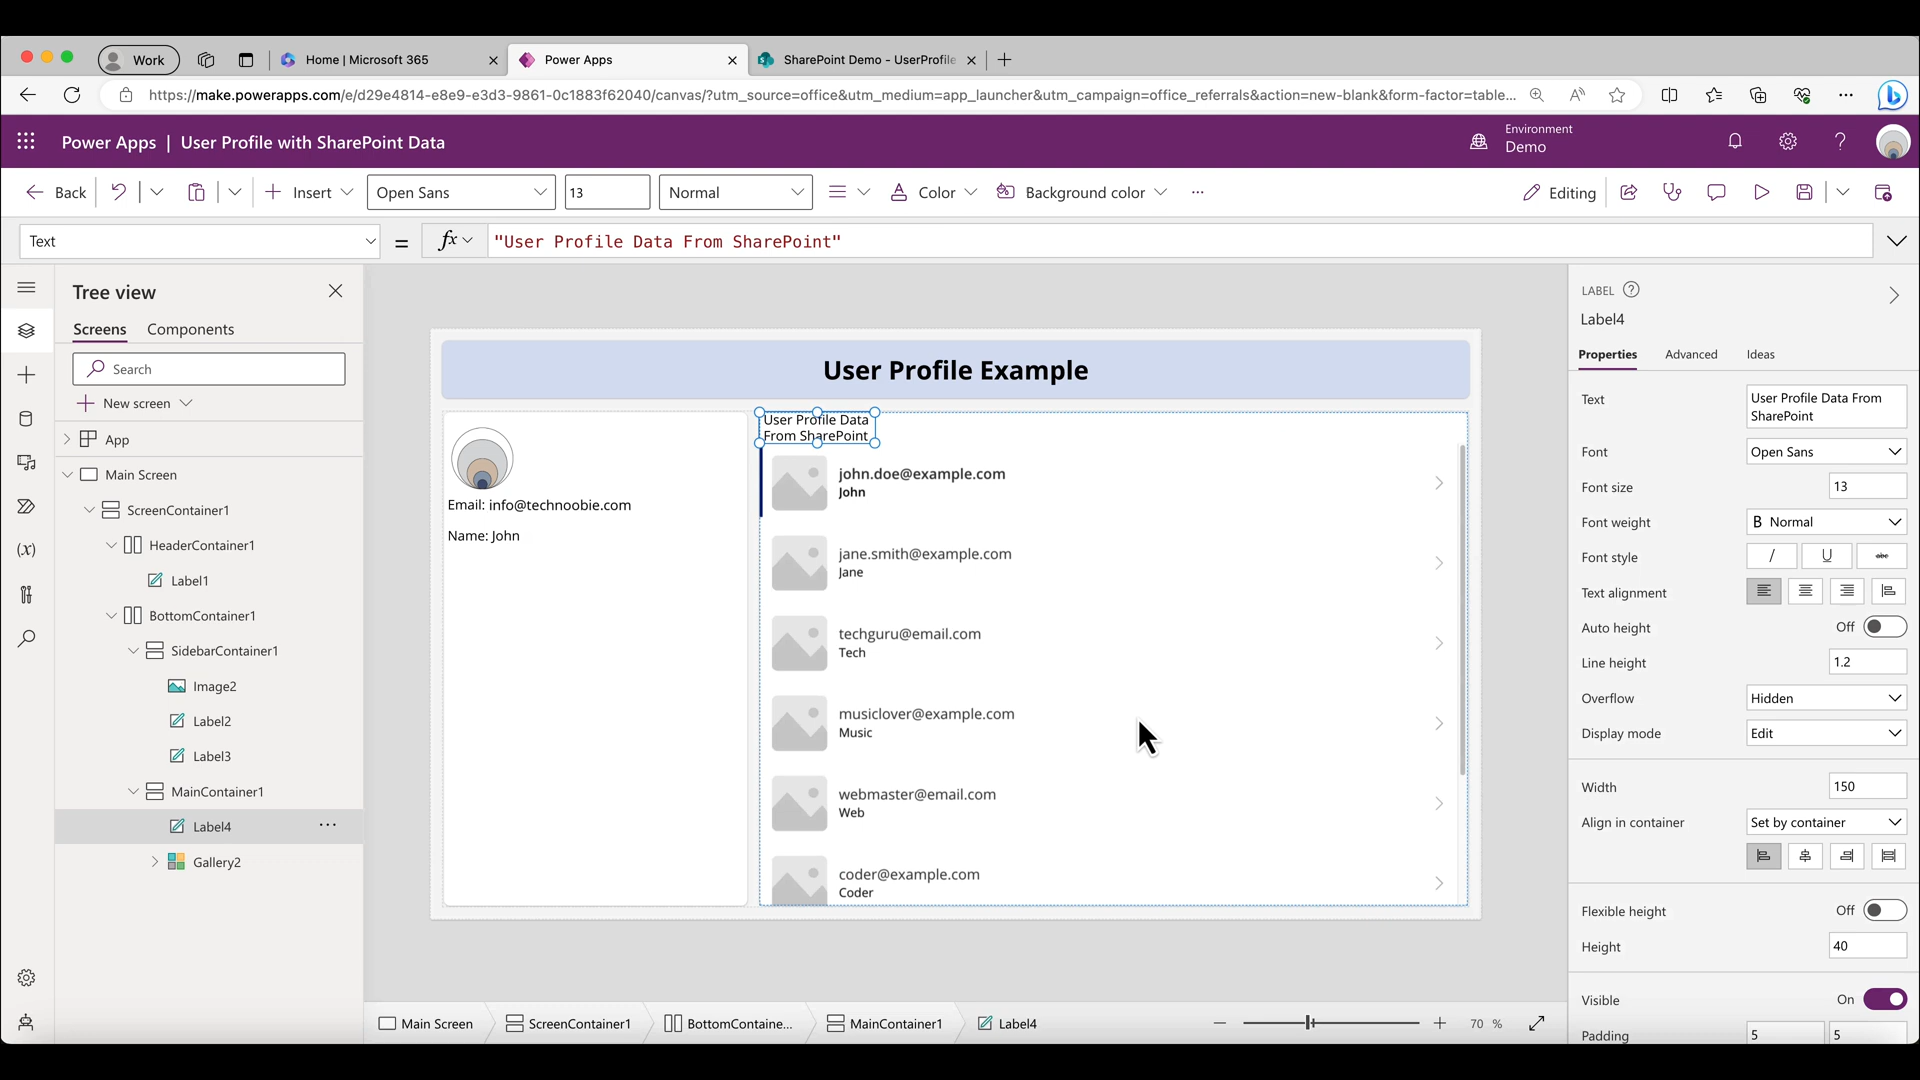 Work
Home | Microsoft 365
Power Apps
SharePoint Demo - UserProfile
https://make.powerapps.com/e/d29e4814-e8e9-e3d3-9861-0c1883f62040/canvas/?utm_source=office&utm_medium=app_launcher&utm_campaign=office_referrals&action=new-blank&form-factor=table...
Power Apps | User Profile with SharePoint Data
Environment
Demo
Back
Insert
Open Sans
13
Normal
Color
Background color
Editing
Text
=
fx
"User Profile Data From SharePoint"
Tree view
Screens
Components
Search
New screen
App
Main Screen
ScreenContainer1
HeaderContainer1
Label1
BottomContainer1
SidebarContainer1
Image2
Label2
Label3
MainContainer1
Label4
Gallery2
User Profile Example
Email: info@technoobie.com
Name: John
User Profile Data
From SharePoint
john.doe@example.com
John
jane.smith@example.com
Jane
techguru@email.com
Tech
musiclover@example.com
Music
webmaster@email.com
Web
coder@example.com
Coder
Main Screen
ScreenContainer1
BottomContaine...
MainContainer1
Label4
70 %
LABEL
Label4
Properties
Advanced
Ideas
Text
User Profile Data From
SharePoint
Font
Open Sans
Font size
13
Font weight
B Normal
Font style
/ U abc
Text alignment
Auto height
Off
Line height
1.2
Overflow
Hidden
Display mode
Edit
Width
150
Align in container
Set by container
Flexible height
Off
Height
40
Visible
On
Padding
5
5